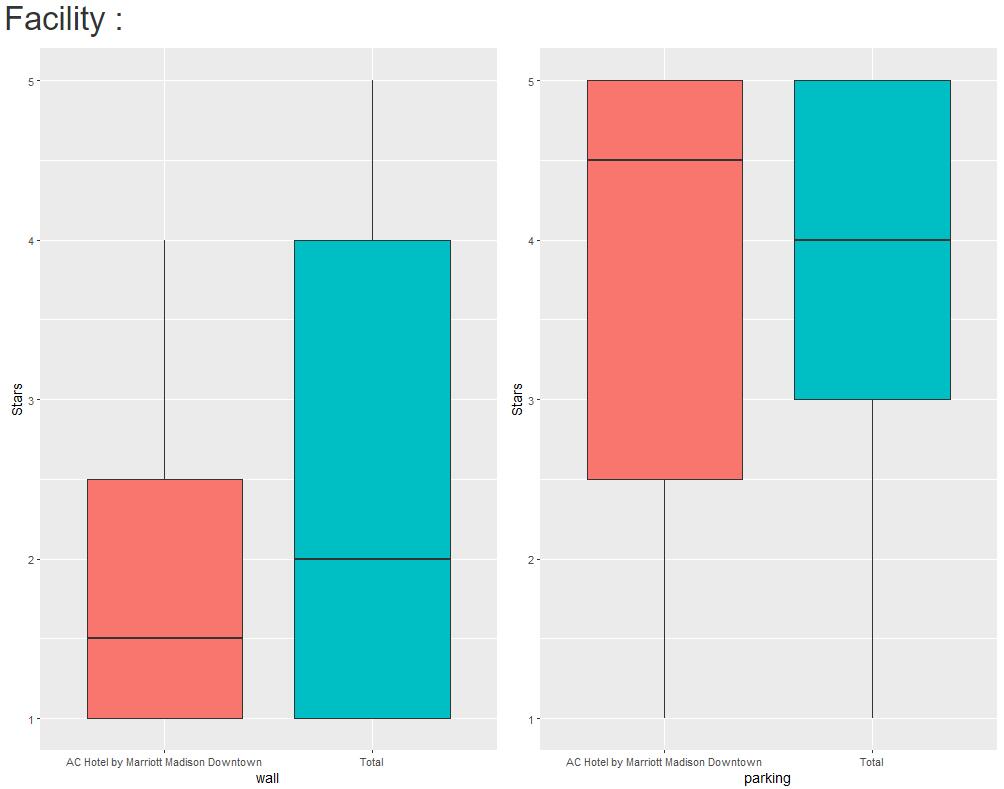 Facility :
5
4
3
2
1
Stars
AC Hotel by Marriott Madison Downtown
Total
wall
5
4
3
2
1
Stars
AC Hotel by Marriott Madison Downtown
Total
parking